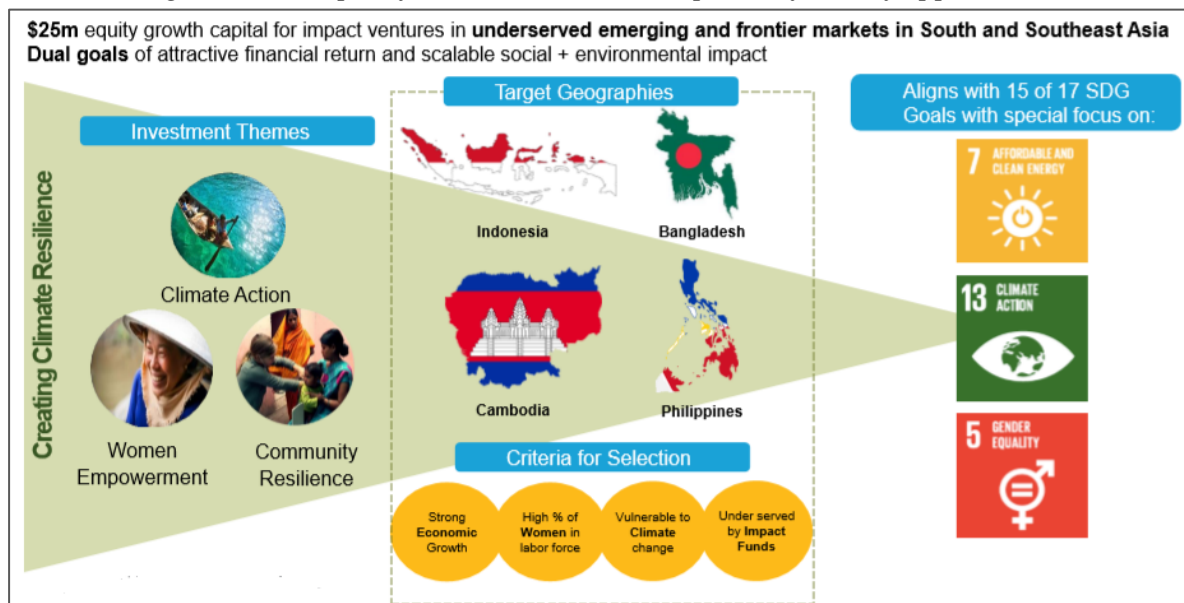 $25m equity growth capital for impact ventures in underserved emerging and frontier markets in South and Southeast Asia
Dual goals of attractive financial return and scalable social + environmental impact
Creating Climate Resilience
Investment Themes
Climate Action
Women
Empowerment
Community
Resilience
Target Geographies
Indonesia
Bangladesh
Cambodia
Philippines
Criteria for Selection
Strong
Economic
Growth
High % of
Women in
labor force
Vulnerable to
Climate
change
Under served
by Impact
Funds
Aligns with 15 of 17 SDG
Goals with special focus on:
7 AFFORDABLE AND
CLEAN ENERGY
13 CLIMATE
ACTION
5 GENDER
EQUALITY